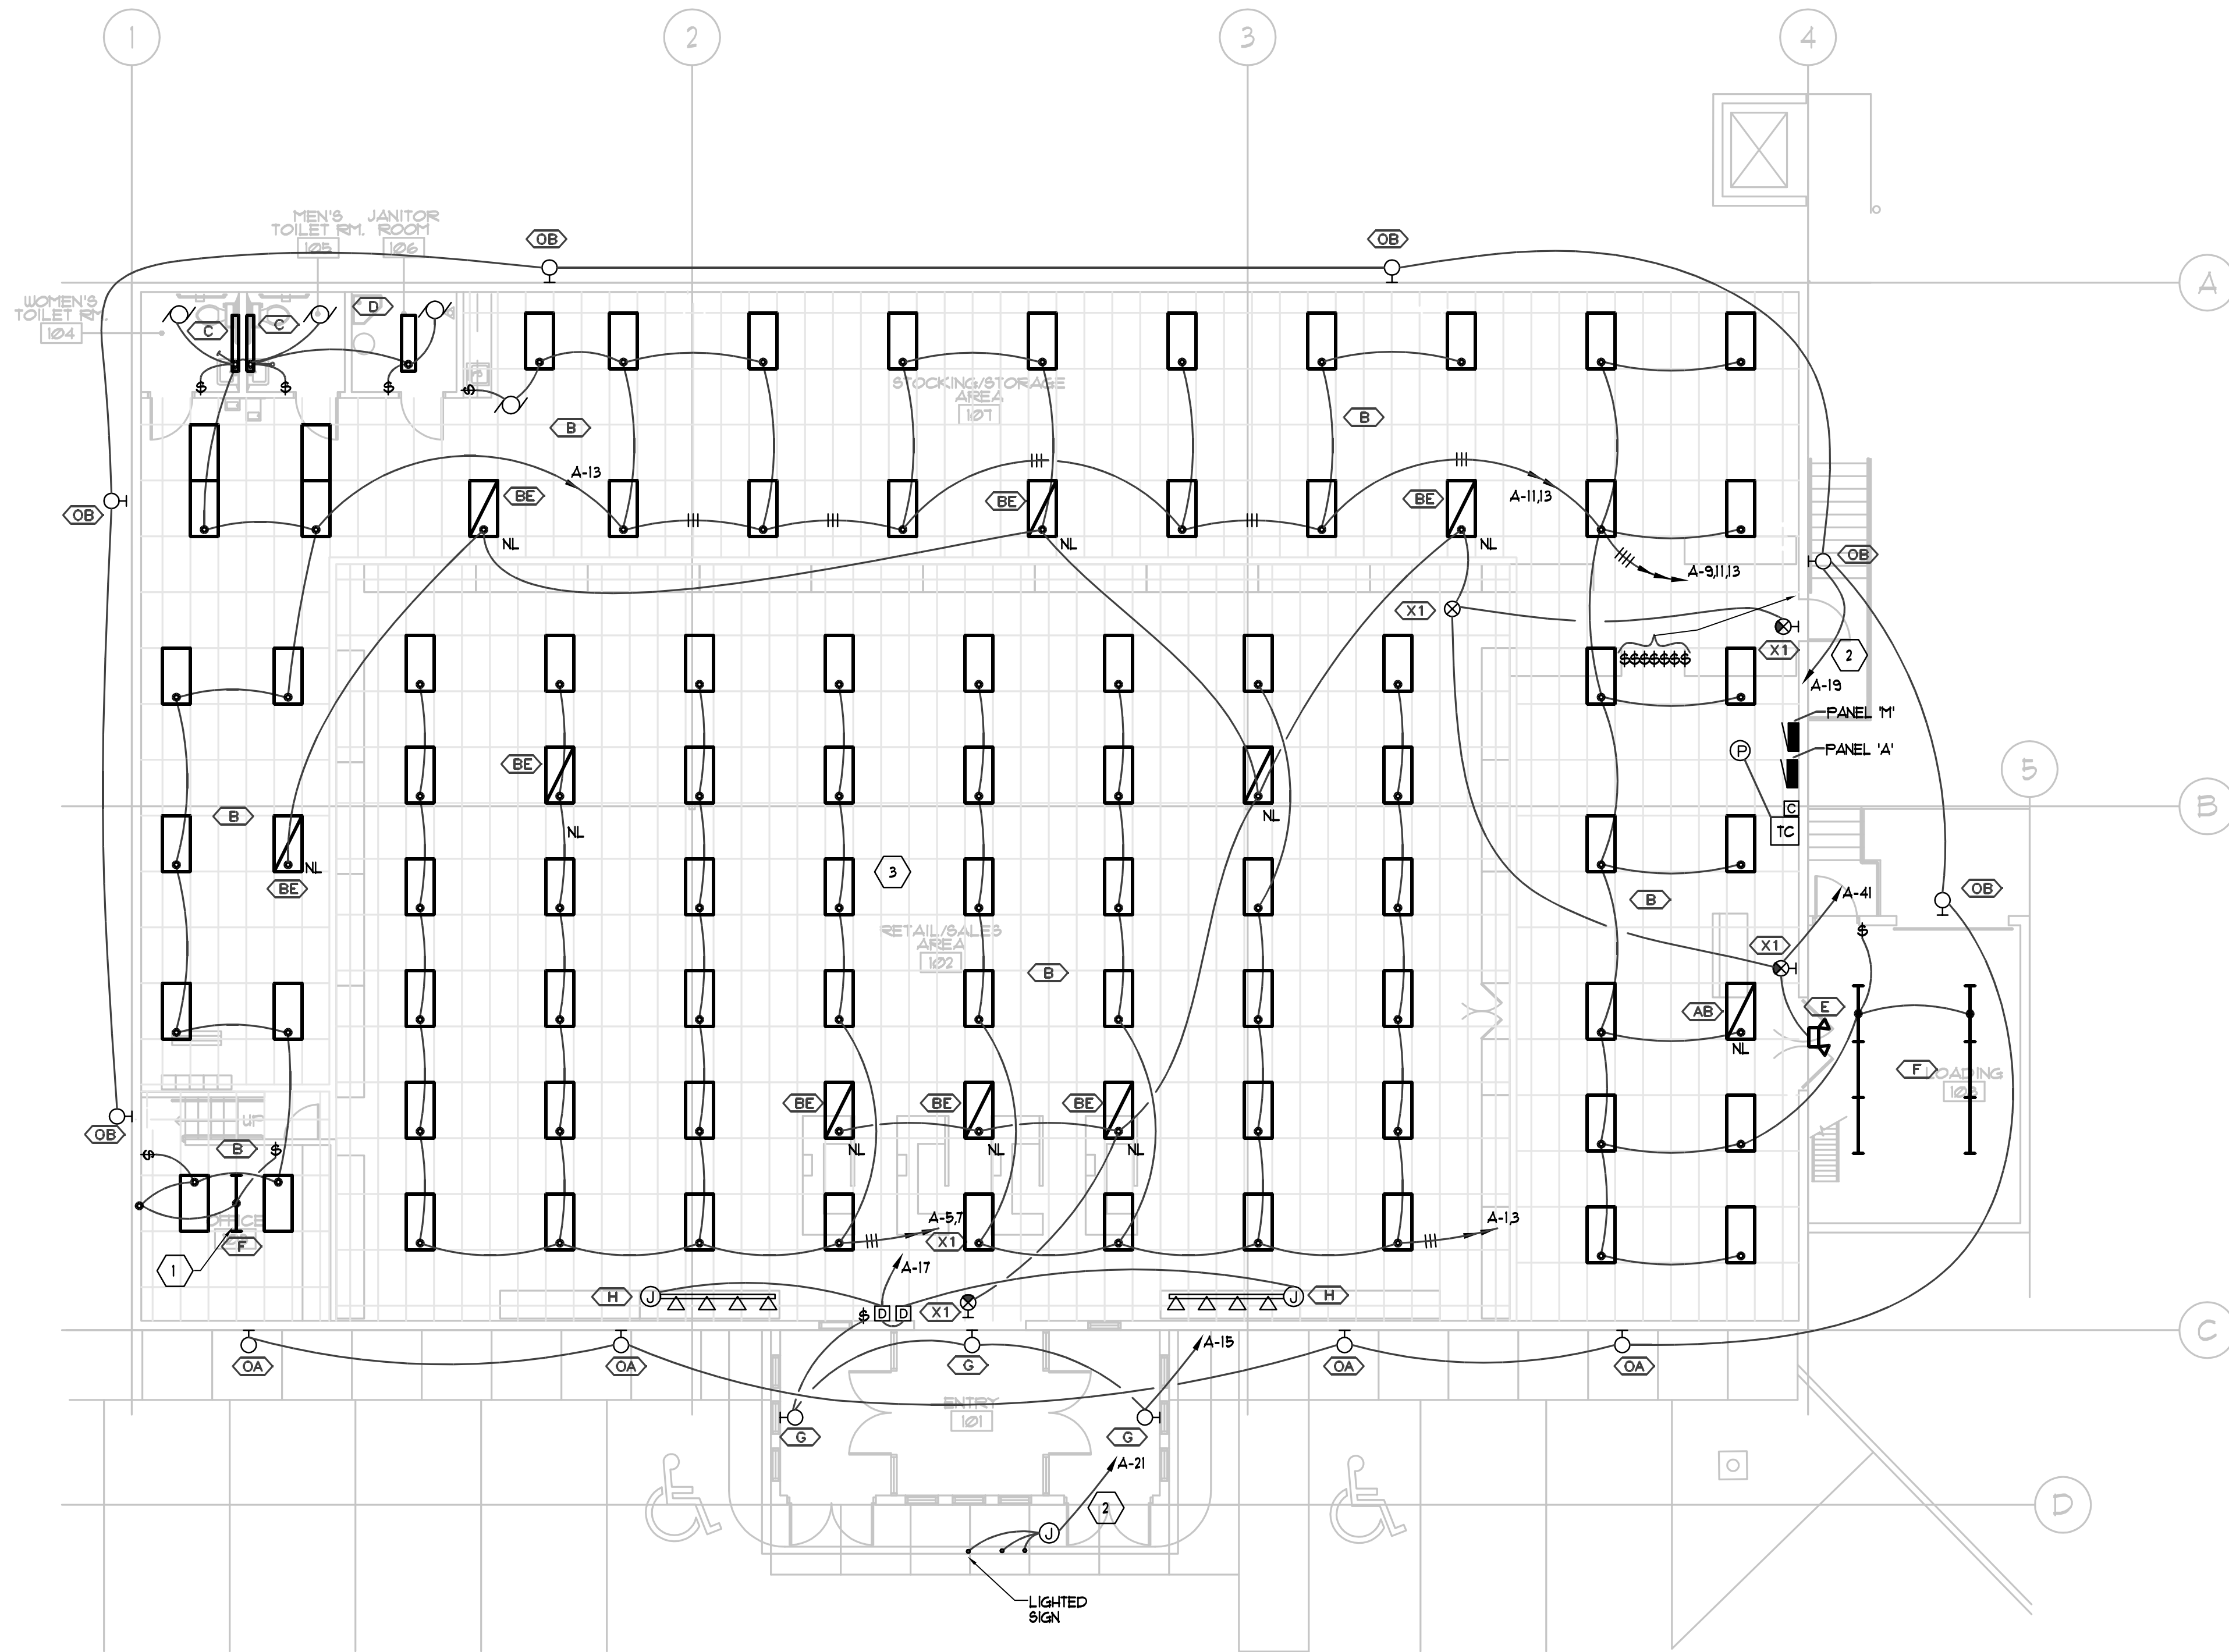 1
2
3
4
MEN'S
TOILET RM.
105
JANITOR
ROOM
106
OB
OB
A
WOMEN'S
TOILET RM.
104
C
C
D
$
$
$
$
STOCKING/STORAGE
AREA
107
B
B
A-13
BE
BE
BE
A-11,13
OB
NL
NL
NL
OB
A-9,11,13
X1
X1
$$$$$$$
2
A-19
PANEL 'M'
PANEL 'A'
P
5
BE
NL
NL
C
TC
B
B
NL
BE
3
B
A-41
OB
$
RETAIL/SALES
AREA
102
B
X1
AB
NL
E
F
LOADING
103
BE
BE
BE
NL
NL
NL
OB
UP
B
$
$
OFFICE
F
1
A-5,7
X1
A-1,3
A-17
H
J
$
D
D
X1
J
H
OA
OA
G
A-15
OA
OA
C
G
G
ENTRY
101
A-21
2
J
D
LIGHTED
SIGN